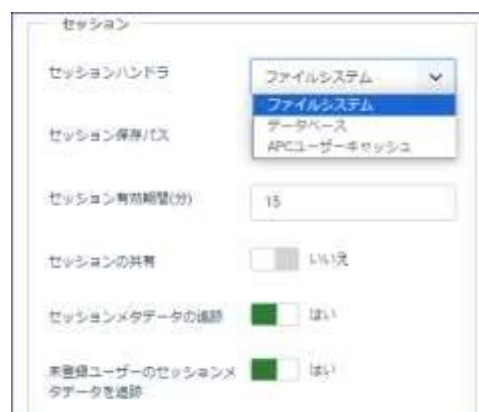 セッション
セッションハンドラ
ファイルシステム
ファイルシステム
データベース
APCユーザーキャッシュ
セッション保存パス
セッション有効期間(分)
15
セッションの共有
いいえ
セッションメタデータの追跡
はい
未登録ユーザーのセッションメ
タデータを追跡
はい